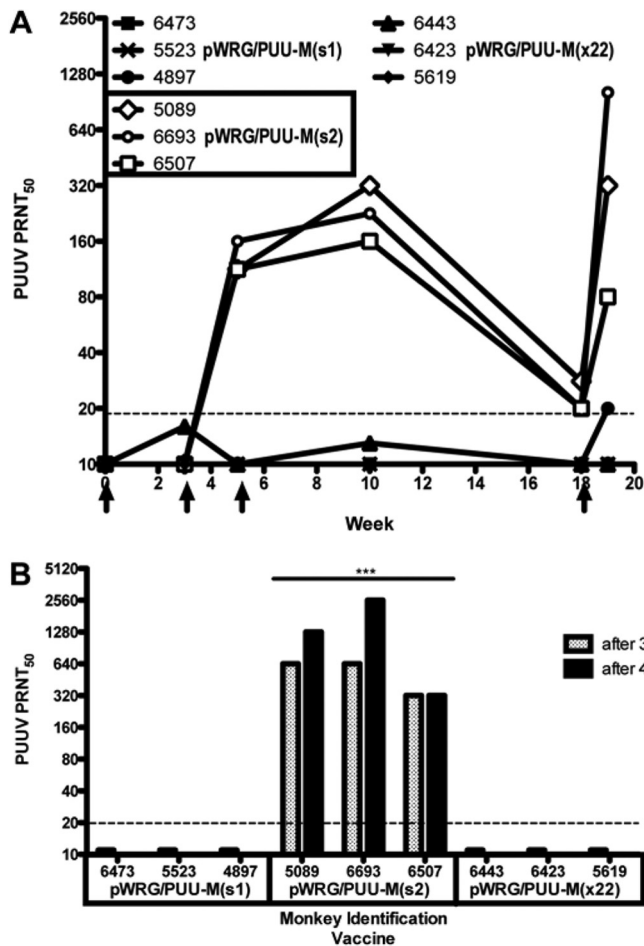 A
2560
1280
640
320
160
80
40
20
10
PUUV PRNT50
6473
5523 pWRG/PUU-M(s1)
4897
6443
6423 pWRG/PUU-M(x22)
5619
5089
6693 pWRG/PUU-M(s2)
6507
0 2 4 6 8 10 12 14 16 18 20
Week
B
5120
2560
1280
640
320
160
80
40
20
10
PUUV PRNT50
***
after 3
after 4
6473 5523 4897 5089 6693 6507 6443 6423 5619
pWRG/PUU-M(s1) pWRG/PUU-M(s2) pWRG/PUU-M(x22)
Monkey Identification
Vaccine